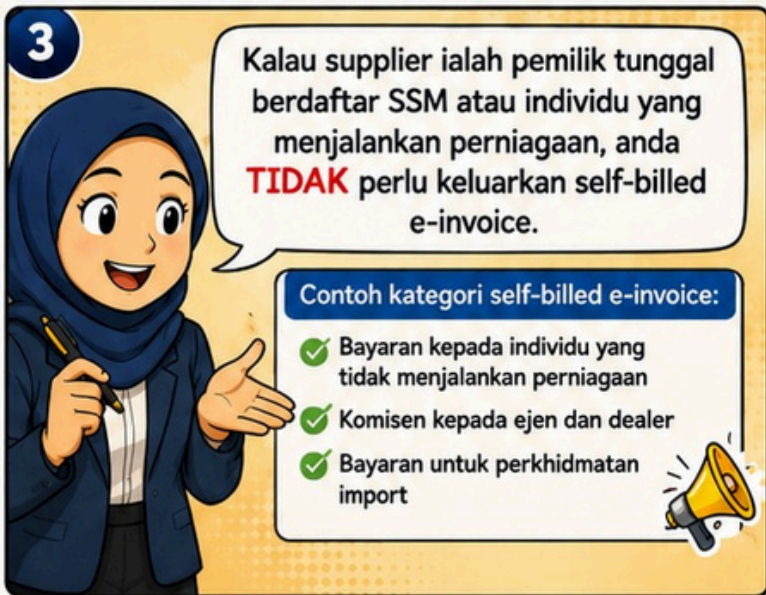 3
Kalau supplier ialah pemilik tunggal
berdaftar SSM atau individu yang
menjalankan perniagaan, anda
TIDAK perlu keluarkan self-billed
e-invoice.
Contoh kategori self-billed e-invoice:
Bayaran kepada individu yang
tidak menjalankan perniagaan
Komisen kepada ejen dan dealer
Bayaran untuk perkhidmatan
import